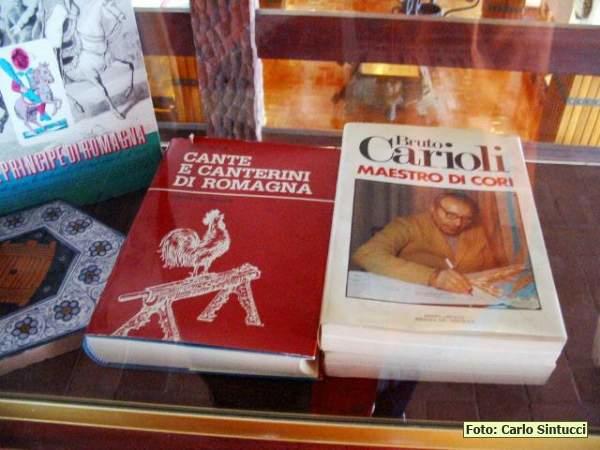 PRINCIPE DI ROMAGNA
CANTE
E CANTERINI
DI ROMAGNA
Bruto
Carioli
MAESTRO DI CORI
Foto: Carlo Sintucci